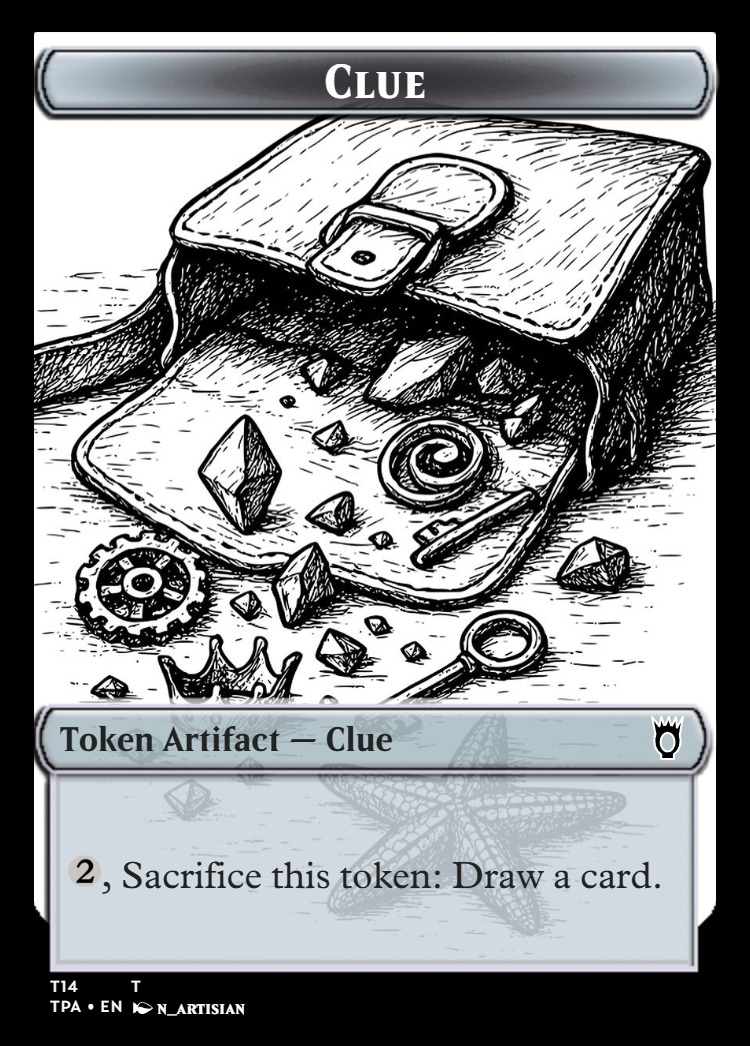 Clue
Token Artifact — Clue
2, Sacrifice this token: Draw a card.
T14 T
TPA • EN N_ARTISIAN